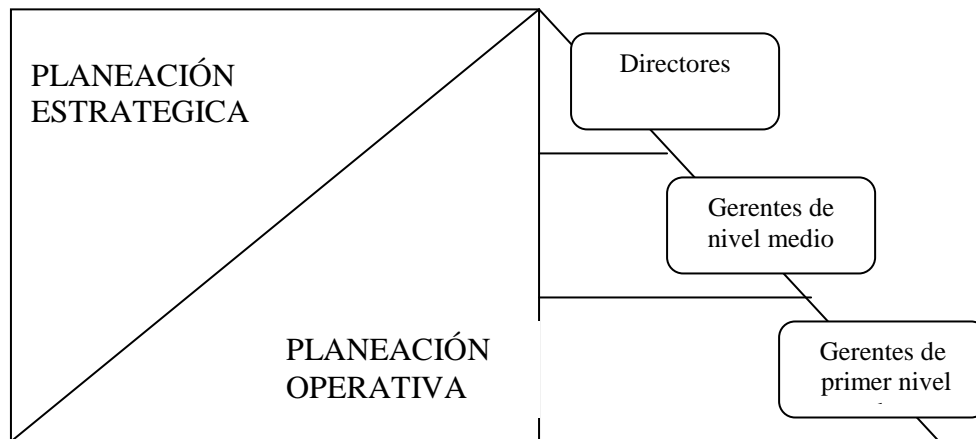 PLANEACIÓN
ESTRATEGICA
Directores
Gerentes de
nivel medio
PLANEACIÓN
OPERATIVA
Gerentes de
primer nivel